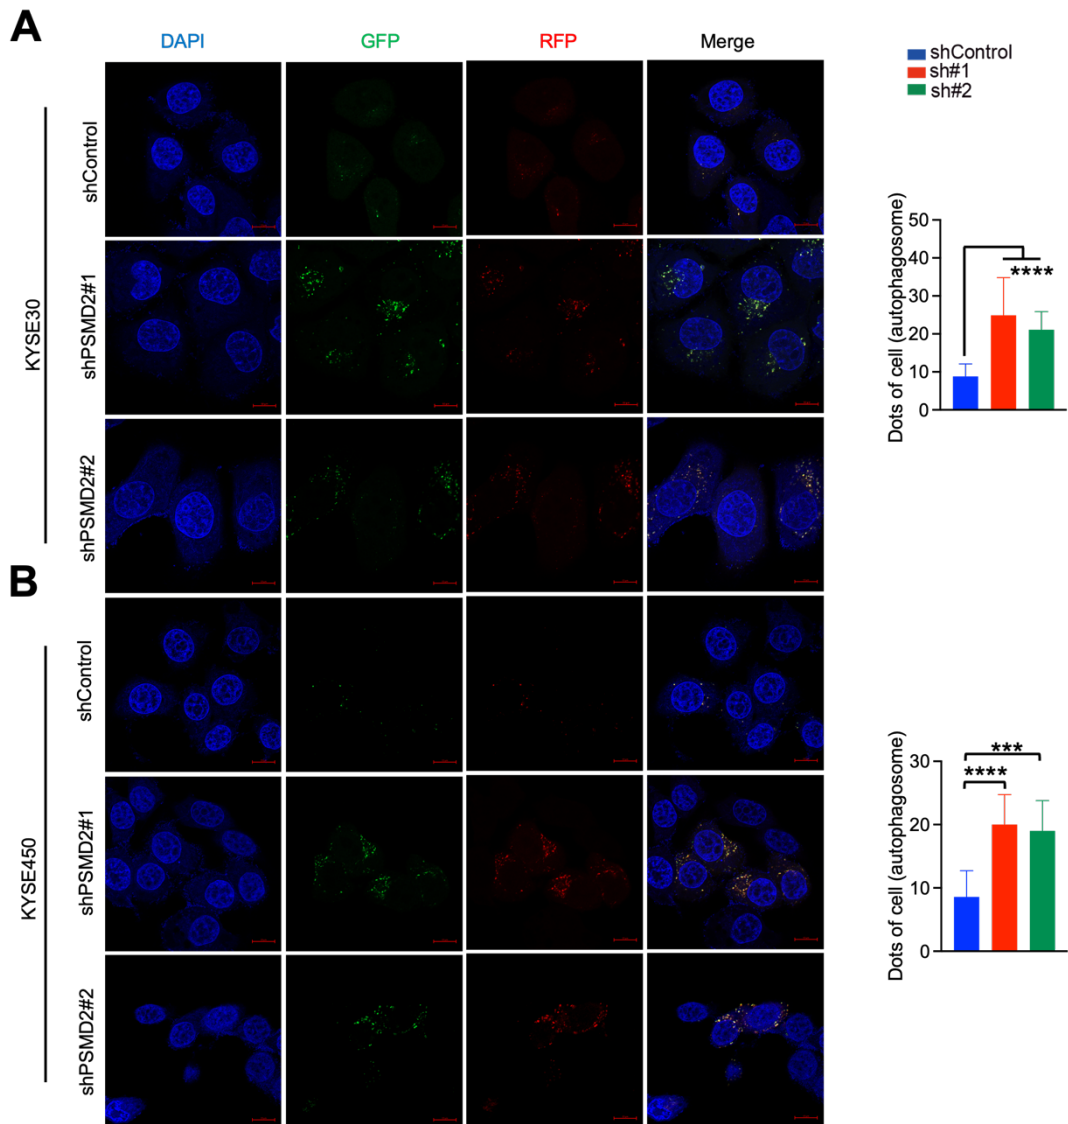 A
DAPI GFP RFP Merge
shControl
sh#1
sh#2
KYSE30
shControl
shPSMD2#1
shPSMD2#2
Dots of cell (autophagosome)
50
40
30
20
10
0
****
B
KYSE450
shControl
shPSMD2#1
shPSMD2#2
Dots of cell (autophagosome)
30
20
10
0
***
****